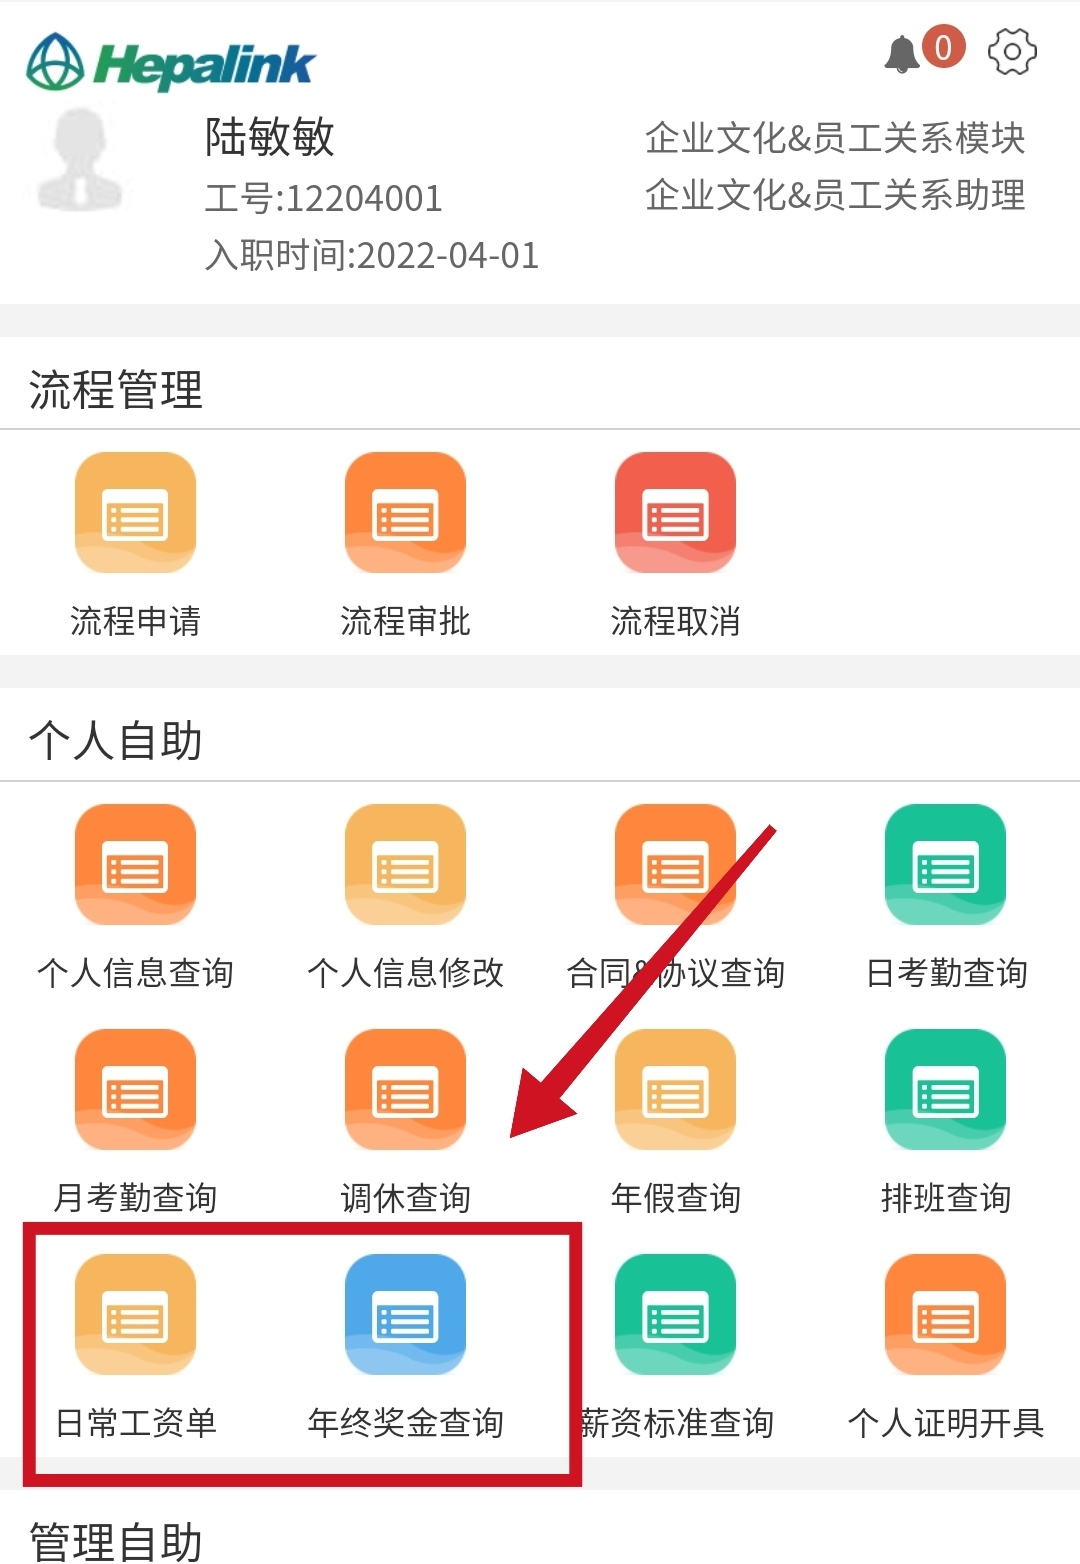 Hepalink
0
陆敏敏
企业文化&员工关系模块
工号:12204001
企业文化&员工关系助理
入职时间:2022-04-01
流程管理
流程申请 流程审批 流程取消
个人自助
个人信息查询 个人信息修改 合同&协议查询 日考勤查询
月考勤查询 调休查询 年假查询 排班查询
日常工资单 年终奖金查询 薪资标准查询 个人证明开具
管理自助